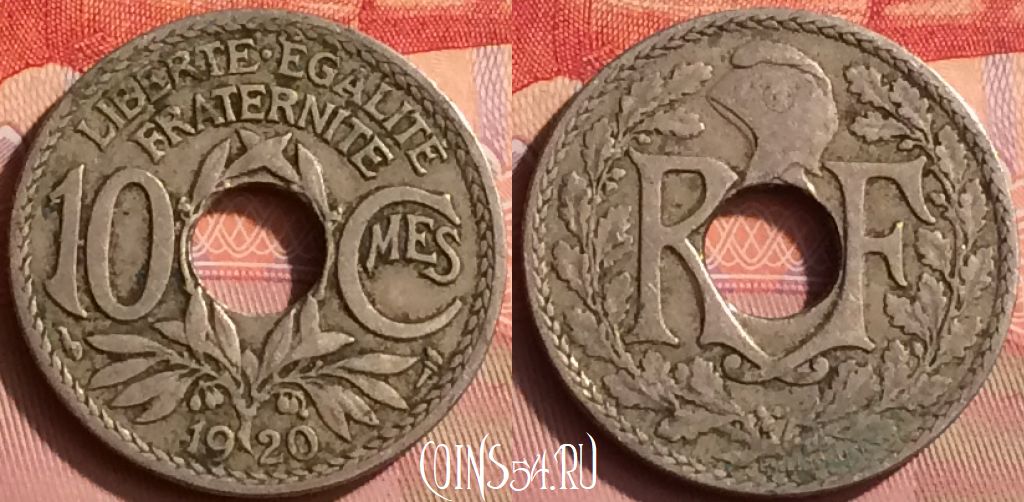 LIBERTE·EGALITE
FRATERNITE
10 CMES
1920
RF
COINS54.RU